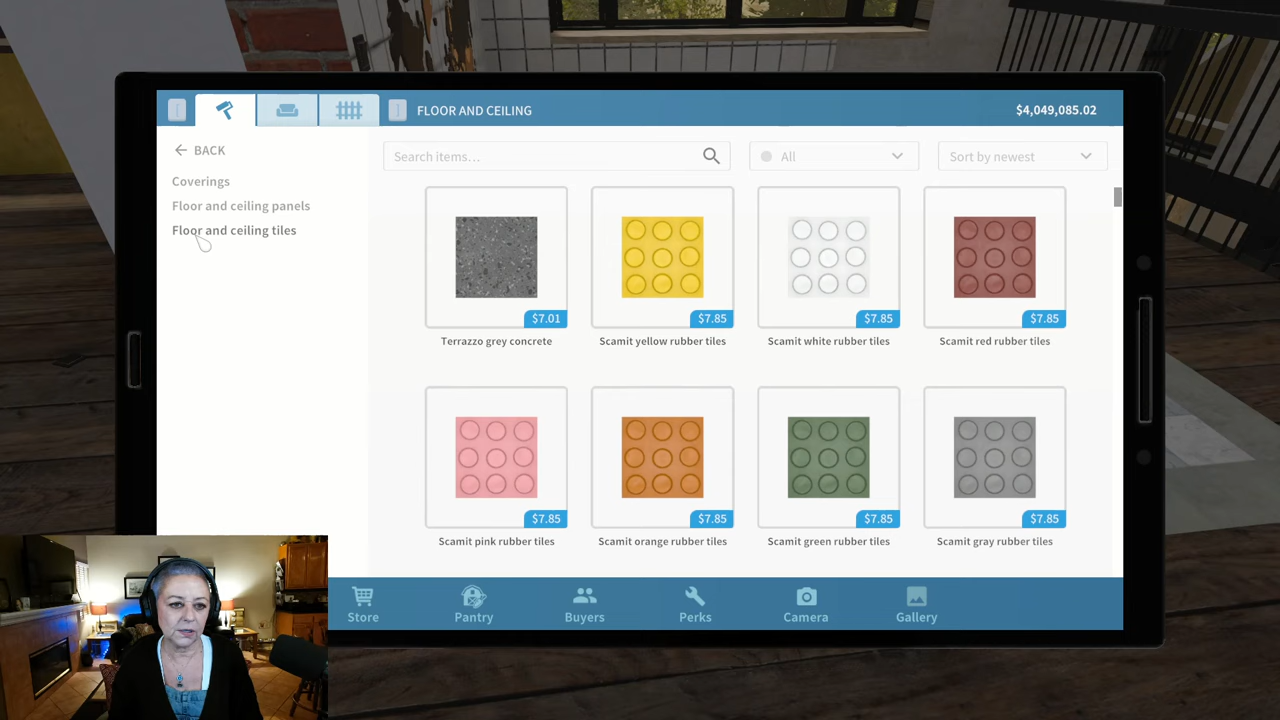 FLOOR AND CEILING
$4,049,085.02
BACK
Coverings
Floor and ceiling panels
Floor and ceiling tiles
Search items...
All
Sort by newest
$7.01
$7.85
$7.85
$7.85
Terrazzo grey concrete
Scamit yellow rubber tiles
Scamit white rubber tiles
Scamit red rubber tiles
$7.85
$7.85
$7.85
$7.85
Scamit pink rubber tiles
Scamit orange rubber tiles
Scamit green rubber tiles
Scamit gray rubber tiles
Store
Pantry
Buyers
Perks
Camera
Gallery